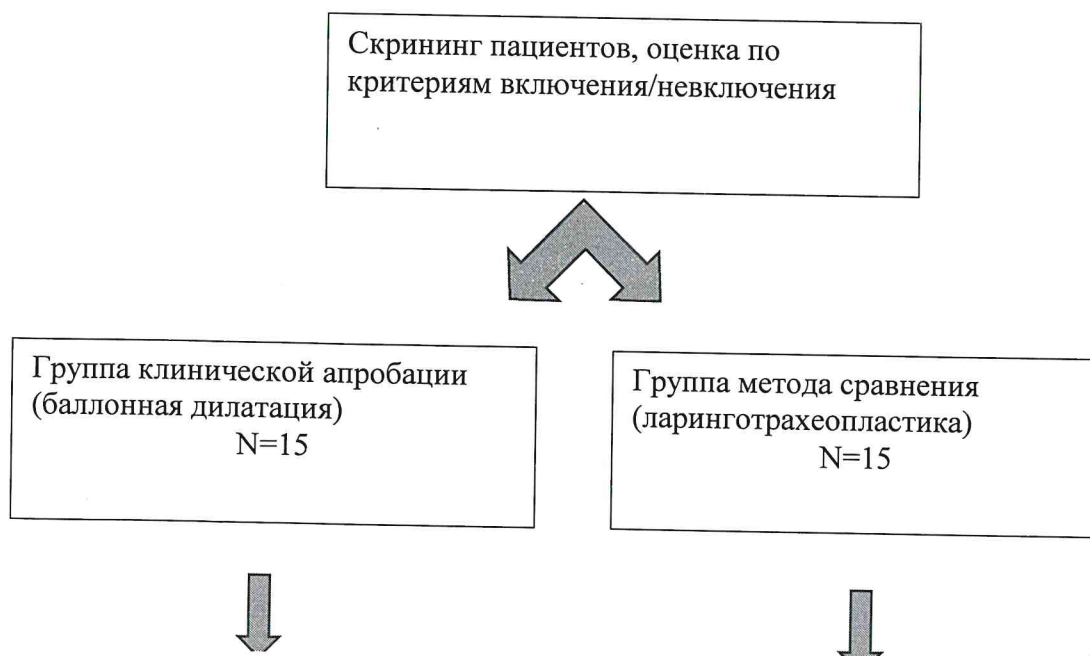 Скрининг пациентов, оценка по
критериям включения/невключения
Группа клинической апробации
(баллонная дилатация)
N=15
Группа метода сравнения
(ларинготрахеопластика)
N=15